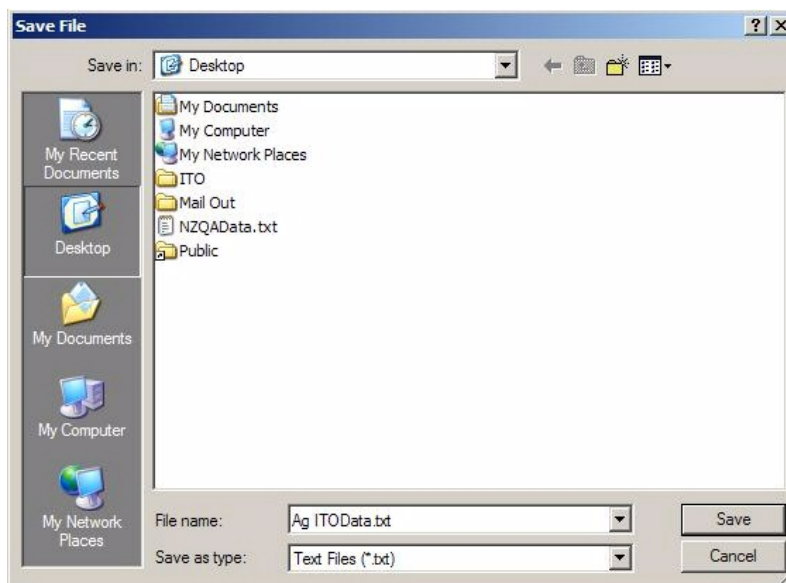 Save File
Save in: Desktop
My Documents
My Computer
My Network Places
ITO
Mail Out
NZQAData.txt
Public
My Recent
Documents
Desktop
My Documents
My Computer
My Network
Places
File name: Ag ITOData.txt Save
Save as type: Text Files (*.txt) Cancel